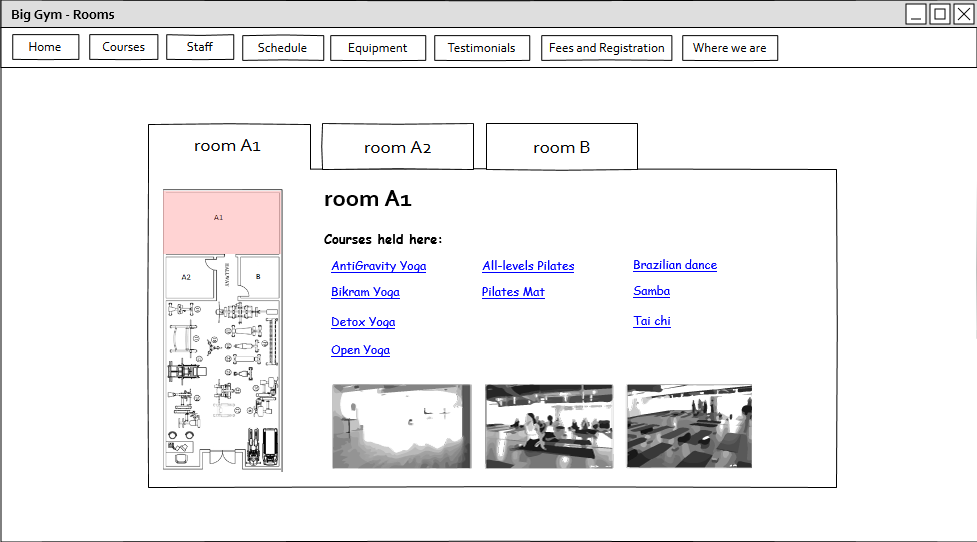 Big Gym - Rooms
Home Courses Staff Schedule Equipment Testimonials Fees and Registration Where we are
room A1 room A2 room B
room A1
Courses held here:
AntiGravity Yoga All-levels Pilates Brazilian dance
Bikram Yoga Pilates Mat Samba
Detox Yoga Tai chi
Open Yoga
A1
A2 HALLWAY B